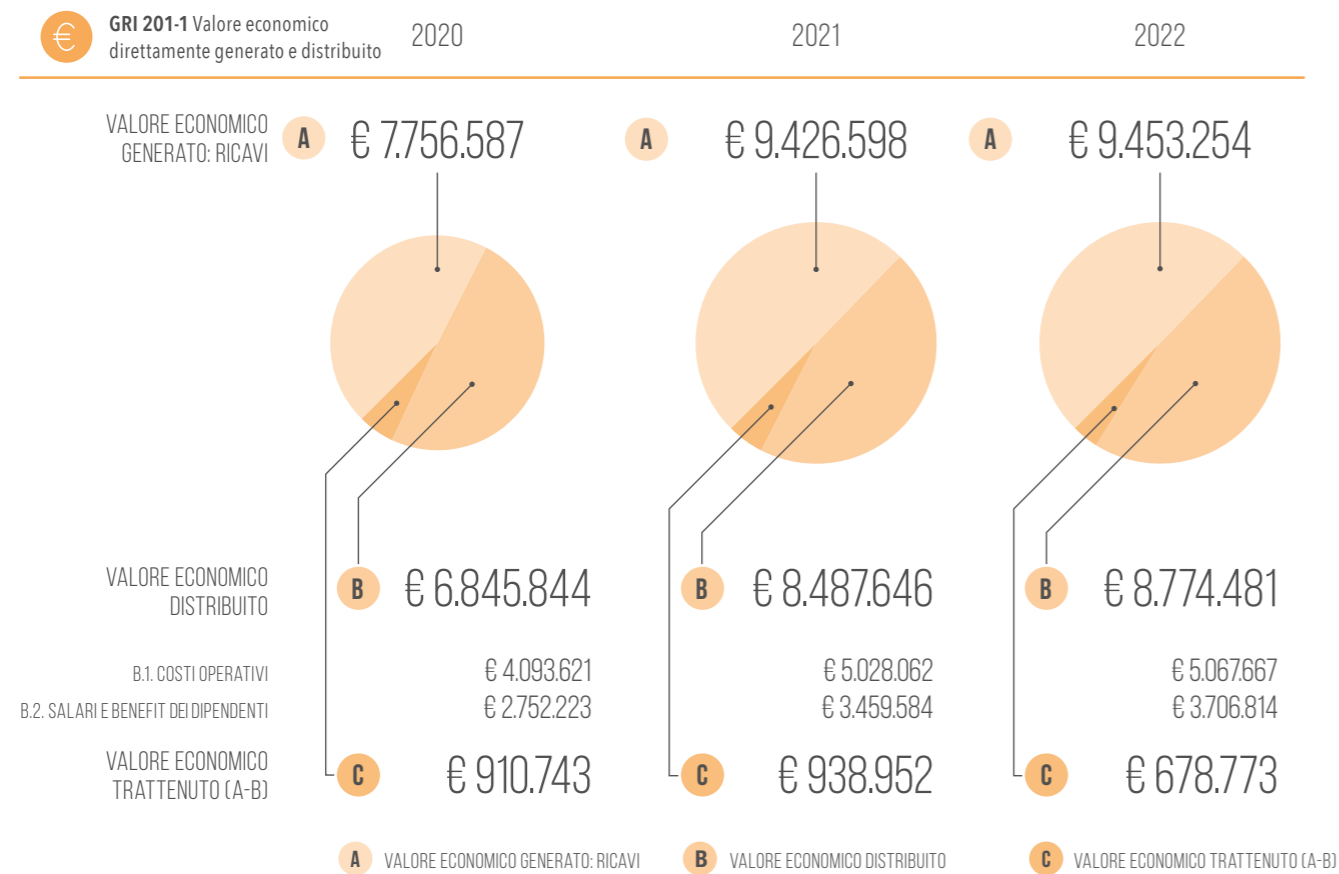 €
GRI 201-1 Valore economico
direttamente generato e distribuito
2020
2021
2022
VALORE ECONOMICO
GENERATO: RICAVI
A
€ 7.756.587
A
€ 9.426.598
A
€ 9.453.254
VALORE ECONOMICO
DISTRIBUITO
B
€ 6.845.844
B
€ 8.487.646
B
€ 8.774.481
B.1. COSTI OPERATIVI
€ 4.093.621
€ 5.028.062
€ 5.067.667
B.2. SALARI E BENEFIT DEI DIPENDENTI
€ 2.752.223
€ 3.459.584
€ 3.706.814
VALORE ECONOMICO
TRATTENUTO (A-B)
C
€ 910.743
C
€ 938.952
C
€ 678.773
A VALORE ECONOMICO GENERATO: RICAVI
B VALORE ECONOMICO DISTRIBUITO
C VALORE ECONOMICO TRATTENUTO (A-B)